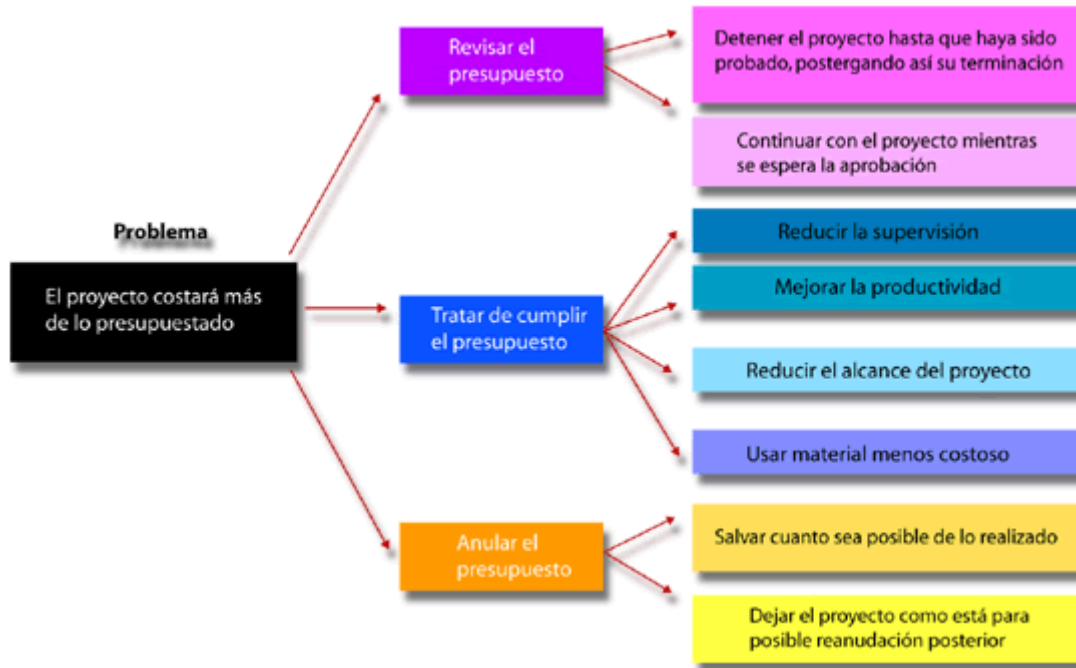 Problema
El proyecto costará más
de lo presupuestado
Revisar el
presupuesto
Detener el proyecto hasta que haya sido
probado, postergando así su terminación
Continuar con el proyecto mientras
se espera la aprobación
Tratar de cumplir
el presupuesto
Reducir la supervisión
Mejorar la productividad
Reducir el alcance del proyecto
Usar material menos costoso
Anular el
presupuesto
Salvar cuanto sea posible de lo realizado
Dejar el proyecto como está para
posible reanudación posterior